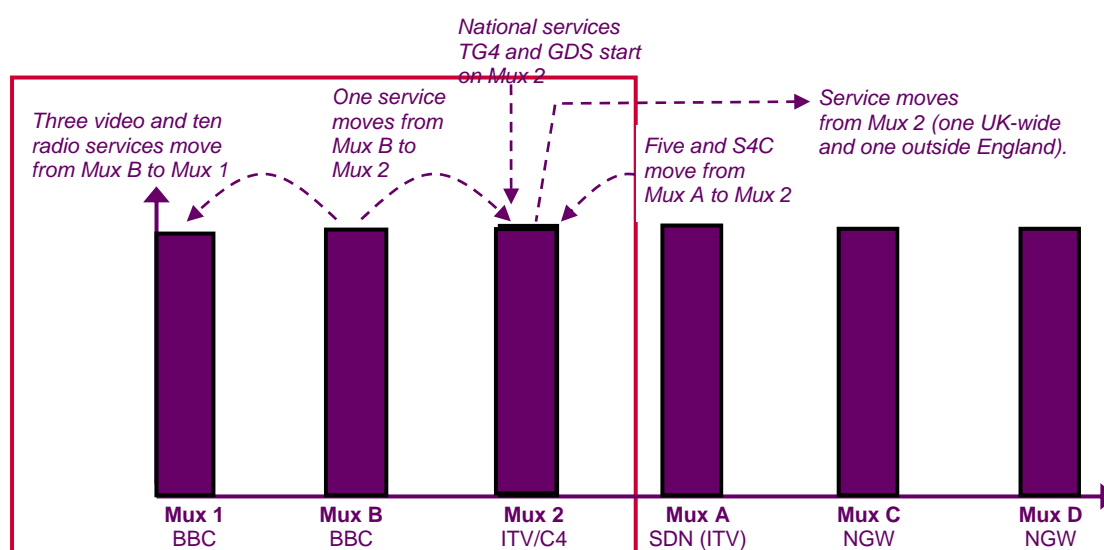 National services
TG4 and GDS start
on Mux 2
One service
moves from
Mux B to
Mux 2
Service moves
from Mux 2 (one UK-wide
and one outside England).
Three video and ten
radio services move
from Mux B to Mux 1
Five and S4C
move from
Mux A to Mux 2
Mux 1
BBC
Mux B
BBC
Mux 2
ITV/C4
Mux A
SDN (ITV)
Mux C
NGW
Mux D
NGW